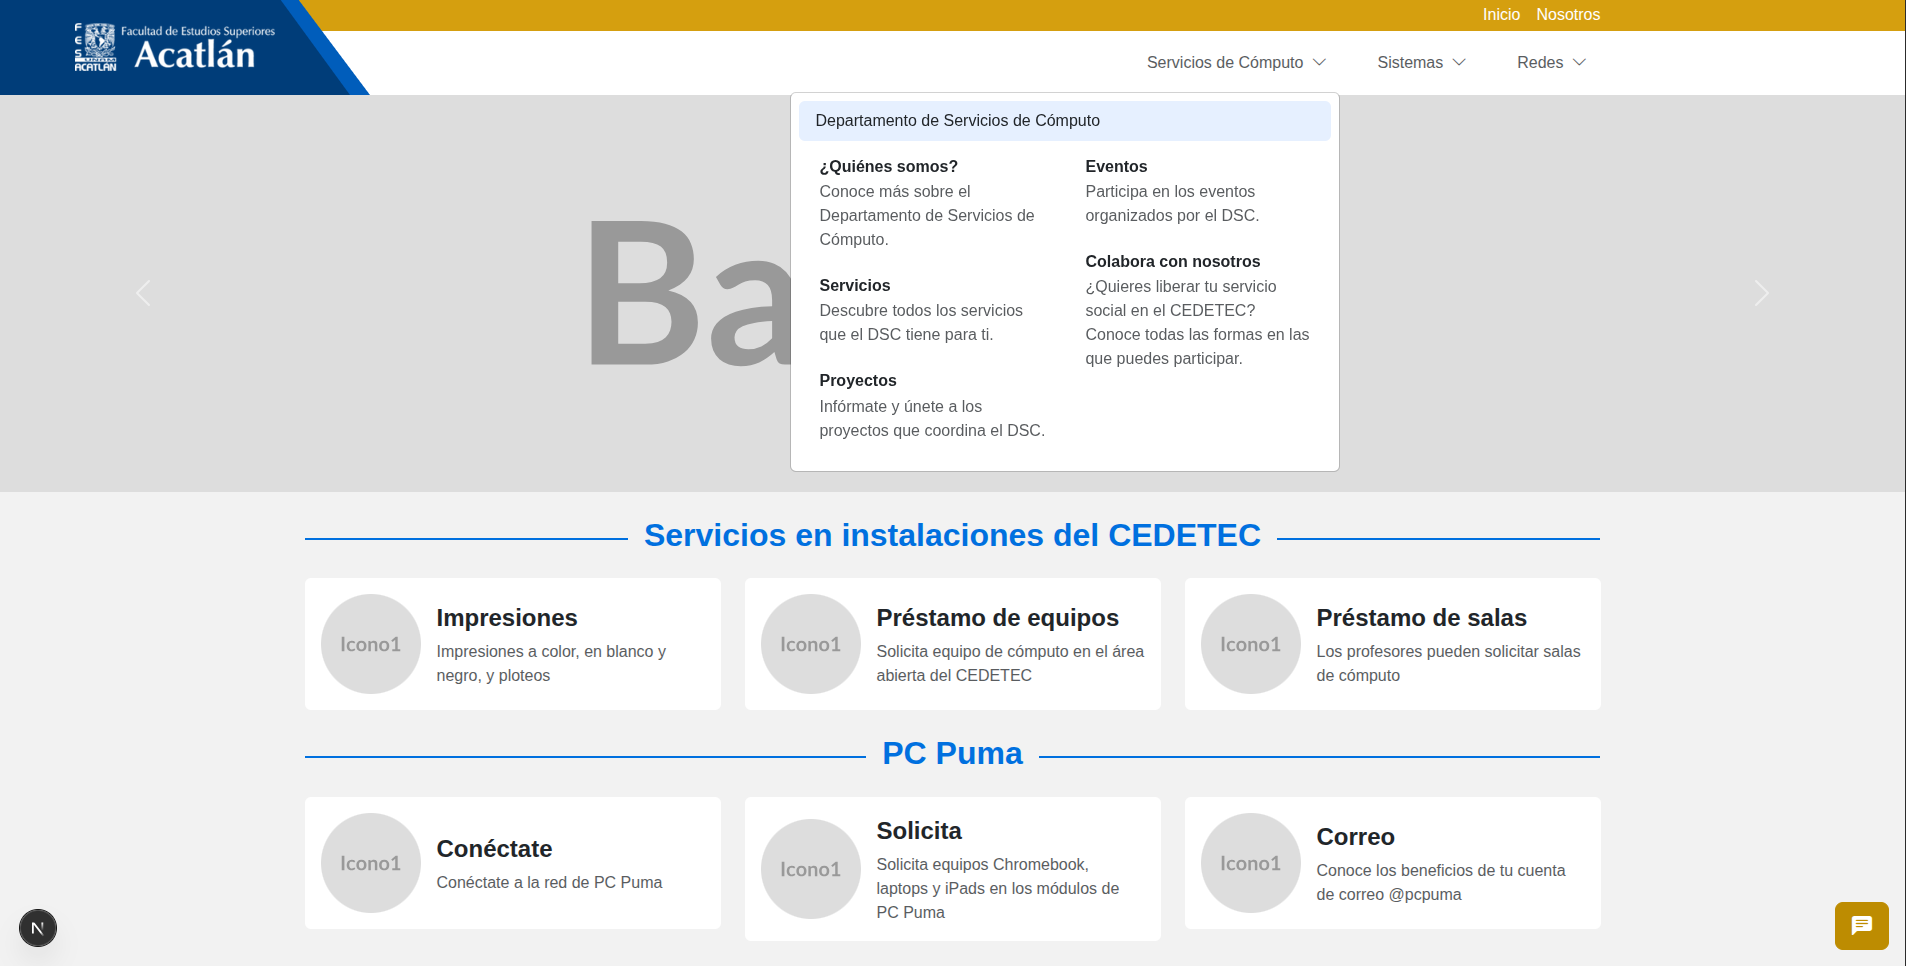 Inicio Nosotros
FES
UNAM
ACATLÁN
Facultad de Estudios Superiores
Acatlán
Servicios de Cómputo Sistemas Redes
Departamento de Servicios de Cómputo
¿Quiénes somos?
Conoce más sobre el
Departamento de Servicios de
Cómputo.
Servicios
Descubre todos los servicios
que el DSC tiene para ti.
Proyectos
Infórmate y únete a los
proyectos que coordina el DSC.
Eventos
Participa en los eventos
organizados por el DSC.
Colabora con nosotros
¿Quieres liberar tu servicio
social en el CEDETEC?
Conoce todas las formas en las
que puedes participar.
Ba
Servicios en instalaciones del CEDETEC
Icono1
Impresiones
Impresiones a color, en blanco y
negro, y ploteos
Icono1
Préstamo de equipos
Solicita equipo de cómputo en el área
abierta del CEDETEC
Icono1
Préstamo de salas
Los profesores pueden solicitar salas
de cómputo
PC Puma
Icono1
Conéctate
Conéctate a la red de PC Puma
Icono1
Solicita
Solicita equipos Chromebook,
laptops y iPads en los módulos de
PC Puma
Icono1
Correo
Conoce los beneficios de tu cuenta
de correo @pcpuma
N